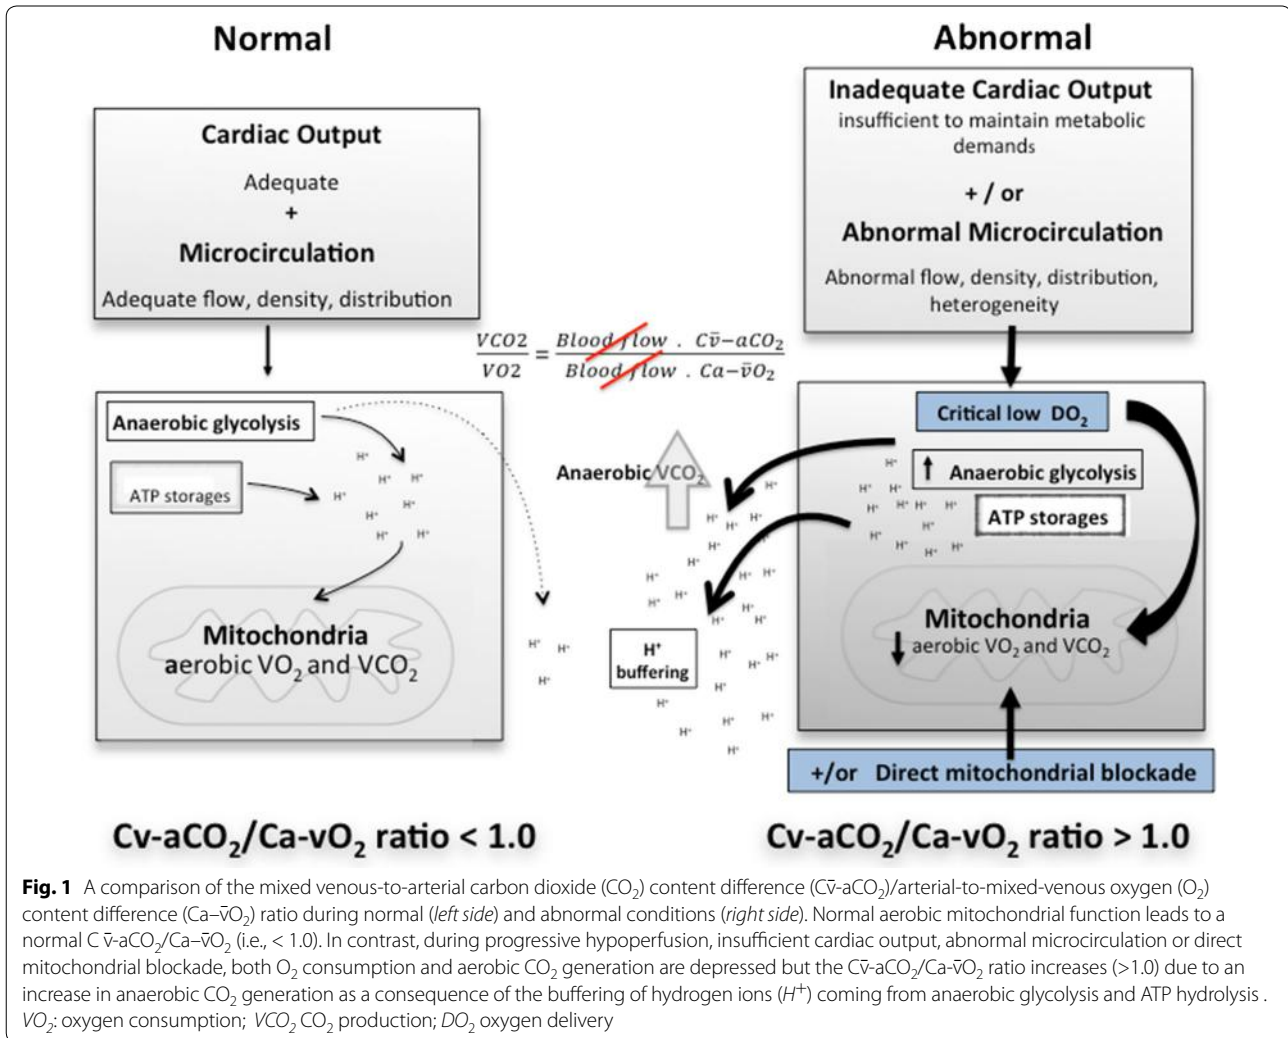 Normal
Cardiac Output
Adequate
+
Microcirculation
Adequate flow, density, distribution
Anaerobic glycolysis
ATP storages
H⁺
H⁺ H⁺
H⁺
H⁺
H⁺
H⁺ H⁺
Mitochondria
aerobic VO₂ and VCO₂
H⁺ H⁺
H⁺
Cv-aCO₂/Ca-vO₂ ratio < 1.0
VCO2/VO2 = Blood flow . Cv̄−aCO₂/Blood flow . Ca−v̄O₂
Anaerobic VCO₂
H⁺
buffering
Abnormal
Inadequate Cardiac Output
insufficient to maintain metabolic
demands
+ / or
Abnormal Microcirculation
Abnormal flow, density, distribution,
heterogeneity
Critical low DO₂
Anaerobic glycolysis
ATP storages
Mitochondria
aerobic VO₂ and VCO₂
+/or Direct mitochondrial blockade
Cv-aCO₂/Ca-vO₂ ratio > 1.0
Fig. 1 A comparison of the mixed venous-to-arterial carbon dioxide (CO₂) content difference (Cv̄-aCO₂)/arterial-to-mixed-venous oxygen (O₂)
content difference (Ca–v̄O₂) ratio during normal (left side) and abnormal conditions (right side). Normal aerobic mitochondrial function leads to a
normal C v̄-aCO₂/Ca–v̄O₂ (i.e., < 1.0). In contrast, during progressive hypoperfusion, insufficient cardiac output, abnormal microcirculation or direct
mitochondrial blockade, both O₂ consumption and aerobic CO₂ generation are depressed but the Cv̄-aCO₂/Ca-v̄O₂ ratio increases (>1.0) due to an
increase in anaerobic CO₂ generation as a consequence of the buffering of hydrogen ions (H⁺) coming from anaerobic glycolysis and ATP hydrolysis .
VO₂: oxygen consumption; VCO₂ CO₂ production; DO₂ oxygen delivery